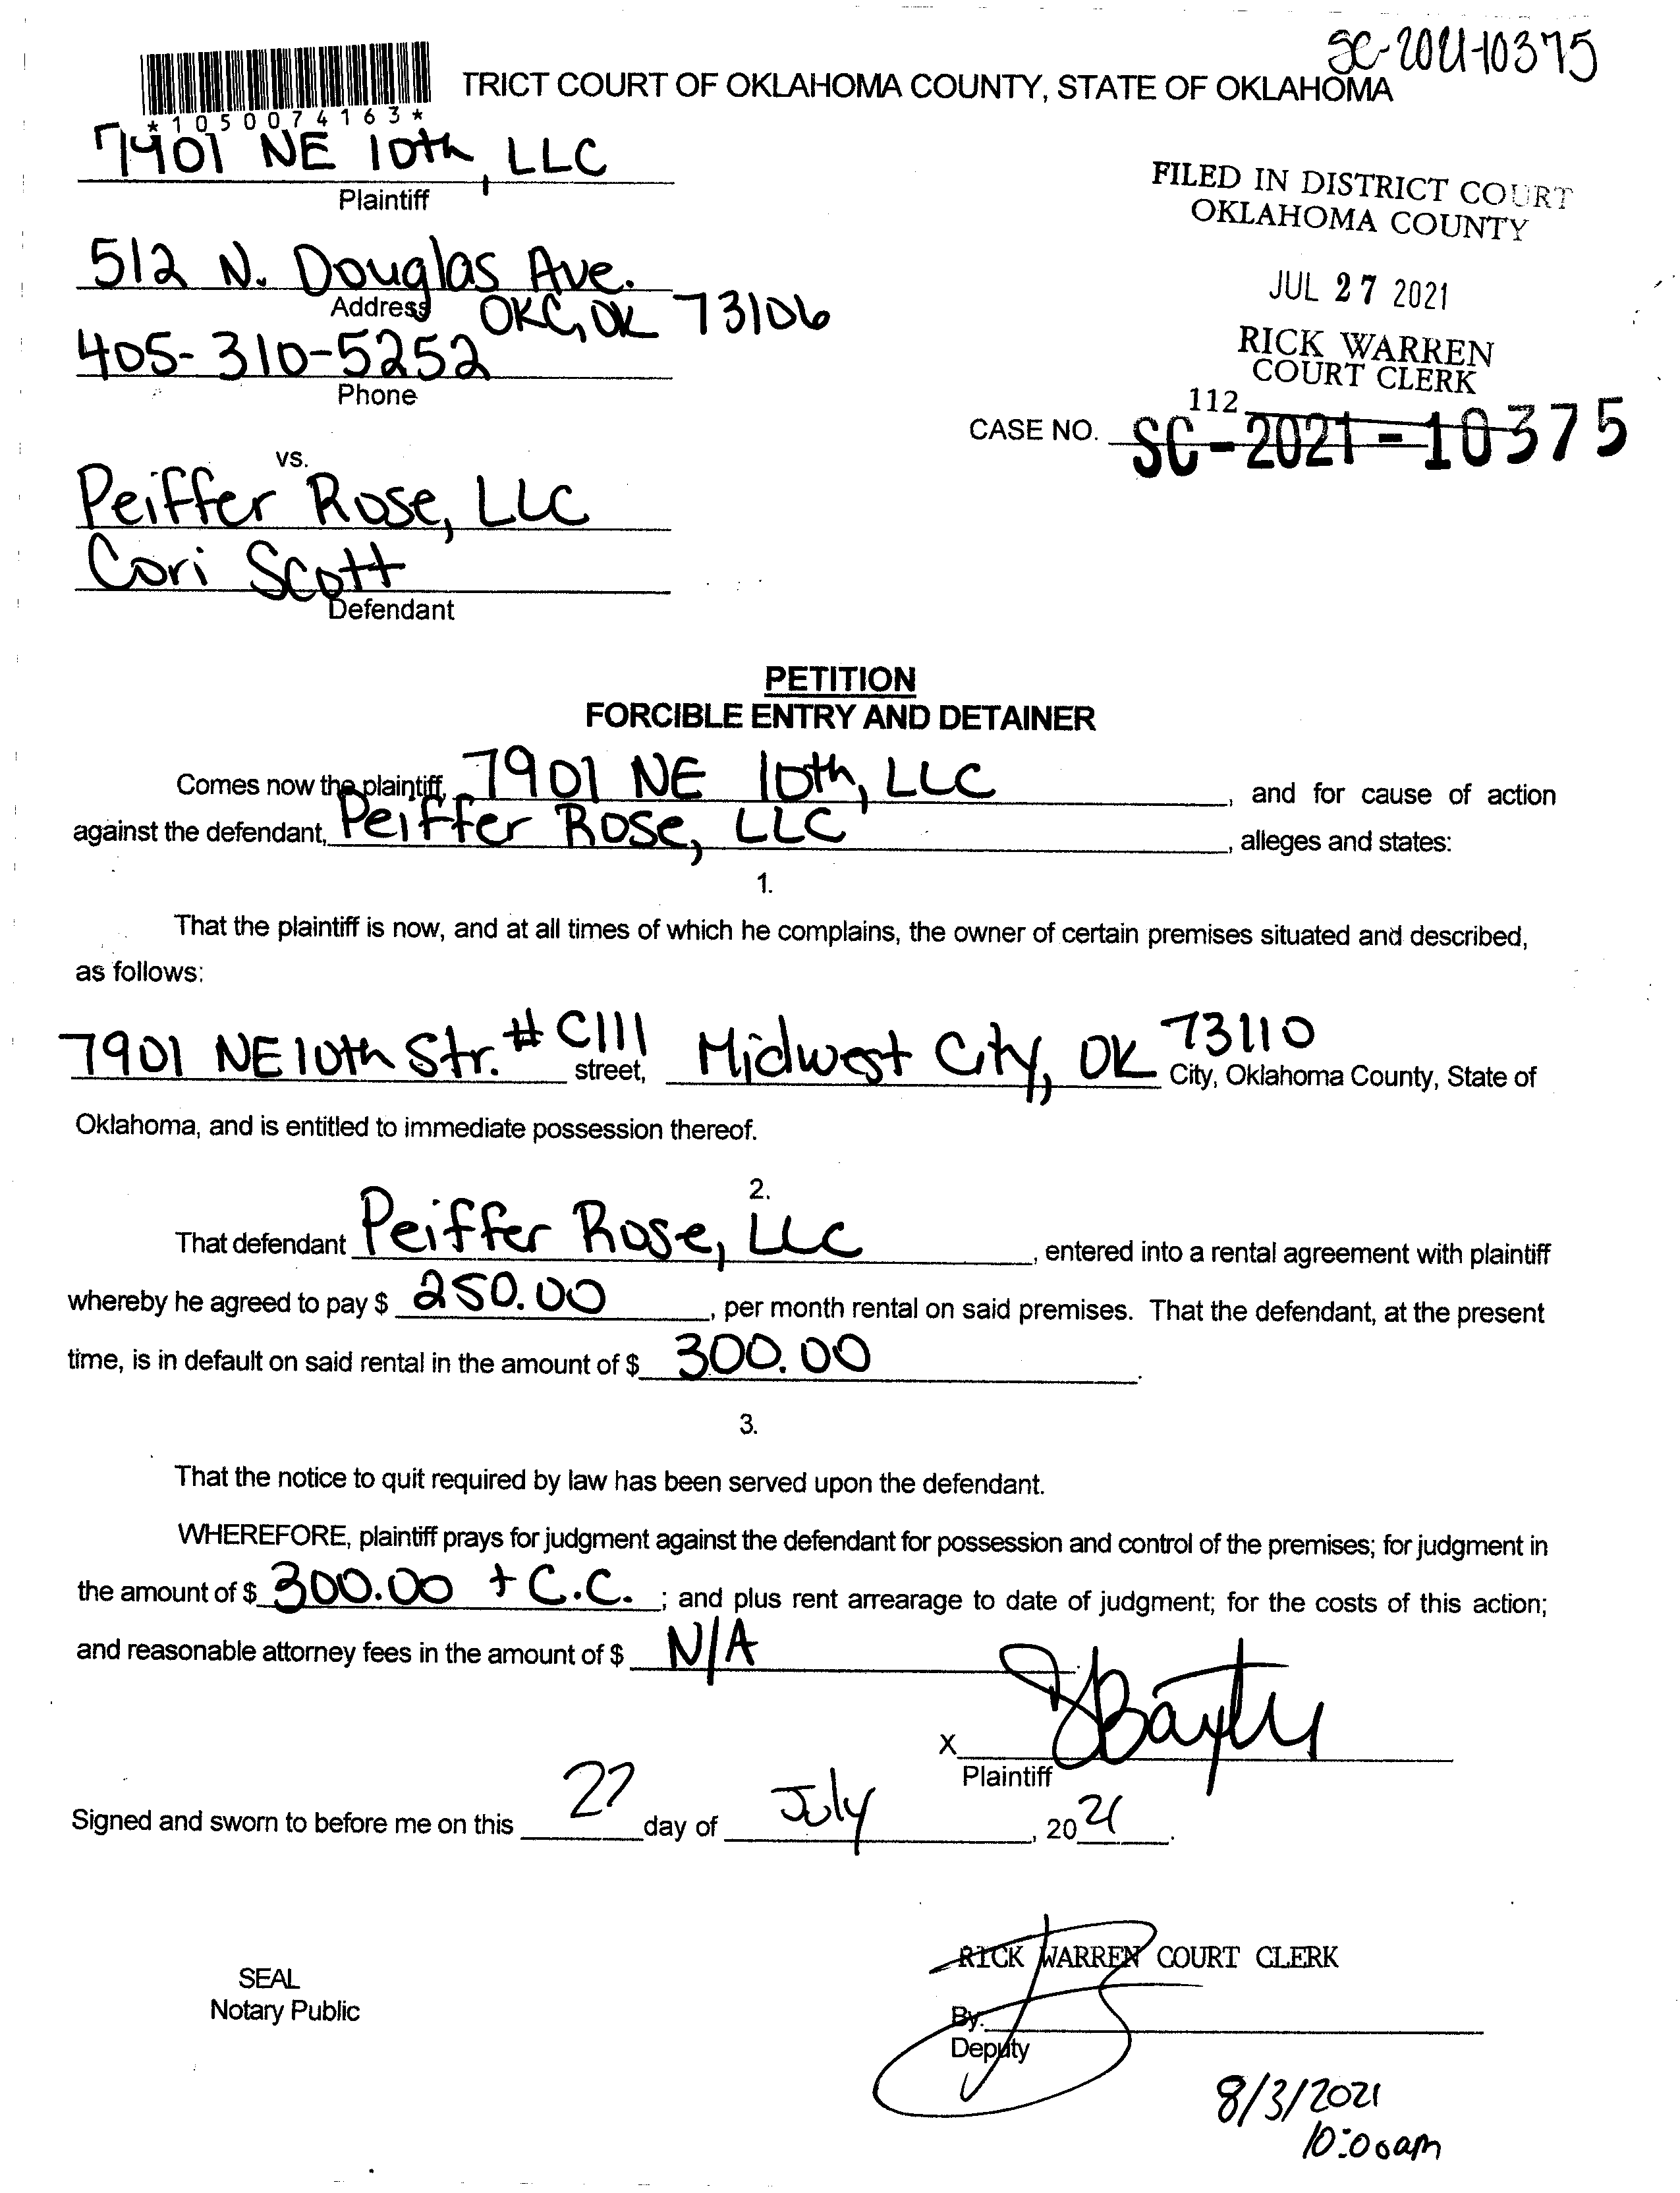 SC-2021-10375
TRICT COURT OF OKLAHOMA COUNTY, STATE OF OKLAHOMA
*1050074163*
7901 NE 10th, LLC
Plaintiff
FILED IN DISTRICT COURT
OKLAHOMA COUNTY
512 N. Douglas Ave.
Address
OKC, OK 73106
JUL 27 2021
405-310-5252
Phone
RICK WARREN
COURT CLERK
112
CASE NO. SC-2021-10375
vs.
Peiffer Rose, LLC
Cori Scott
Defendant
PETITION
FORCIBLE ENTRY AND DETAINER
Comes now the plaintiff, 7901 NE 10th, LLC, and for cause of action
against the defendant, Peiffer Rose, LLC, alleges and states:
1.
That the plaintiff is now, and at all times of which he complains, the owner of certain premises situated and described,
as follows:
7901 NE 10th Str. # C111 street, Midwest City, OK 73110 City, Oklahoma County, State of
Oklahoma, and is entitled to immediate possession thereof.
2.
That defendant Peiffer Rose, LLC, entered into a rental agreement with plaintiff
whereby he agreed to pay $ 250.00, per month rental on said premises. That the defendant, at the present
time, is in default on said rental in the amount of $ 300.00.
3.
That the notice to quit required by law has been served upon the defendant.
WHEREFORE, plaintiff prays for judgment against the defendant for possession and control of the premises; for judgment in
the amount of $ 300.00 + C.C. ; and plus rent arrearage to date of judgment; for the costs of this action;
and reasonable attorney fees in the amount of $ N/A.
X
Plaintiff
Signed and sworn to before me on this 27 day of July, 2021.
RICK WARREN COURT CLERK
SEAL
Notary Public
By:
Deputy
8/3/2021
10:00am